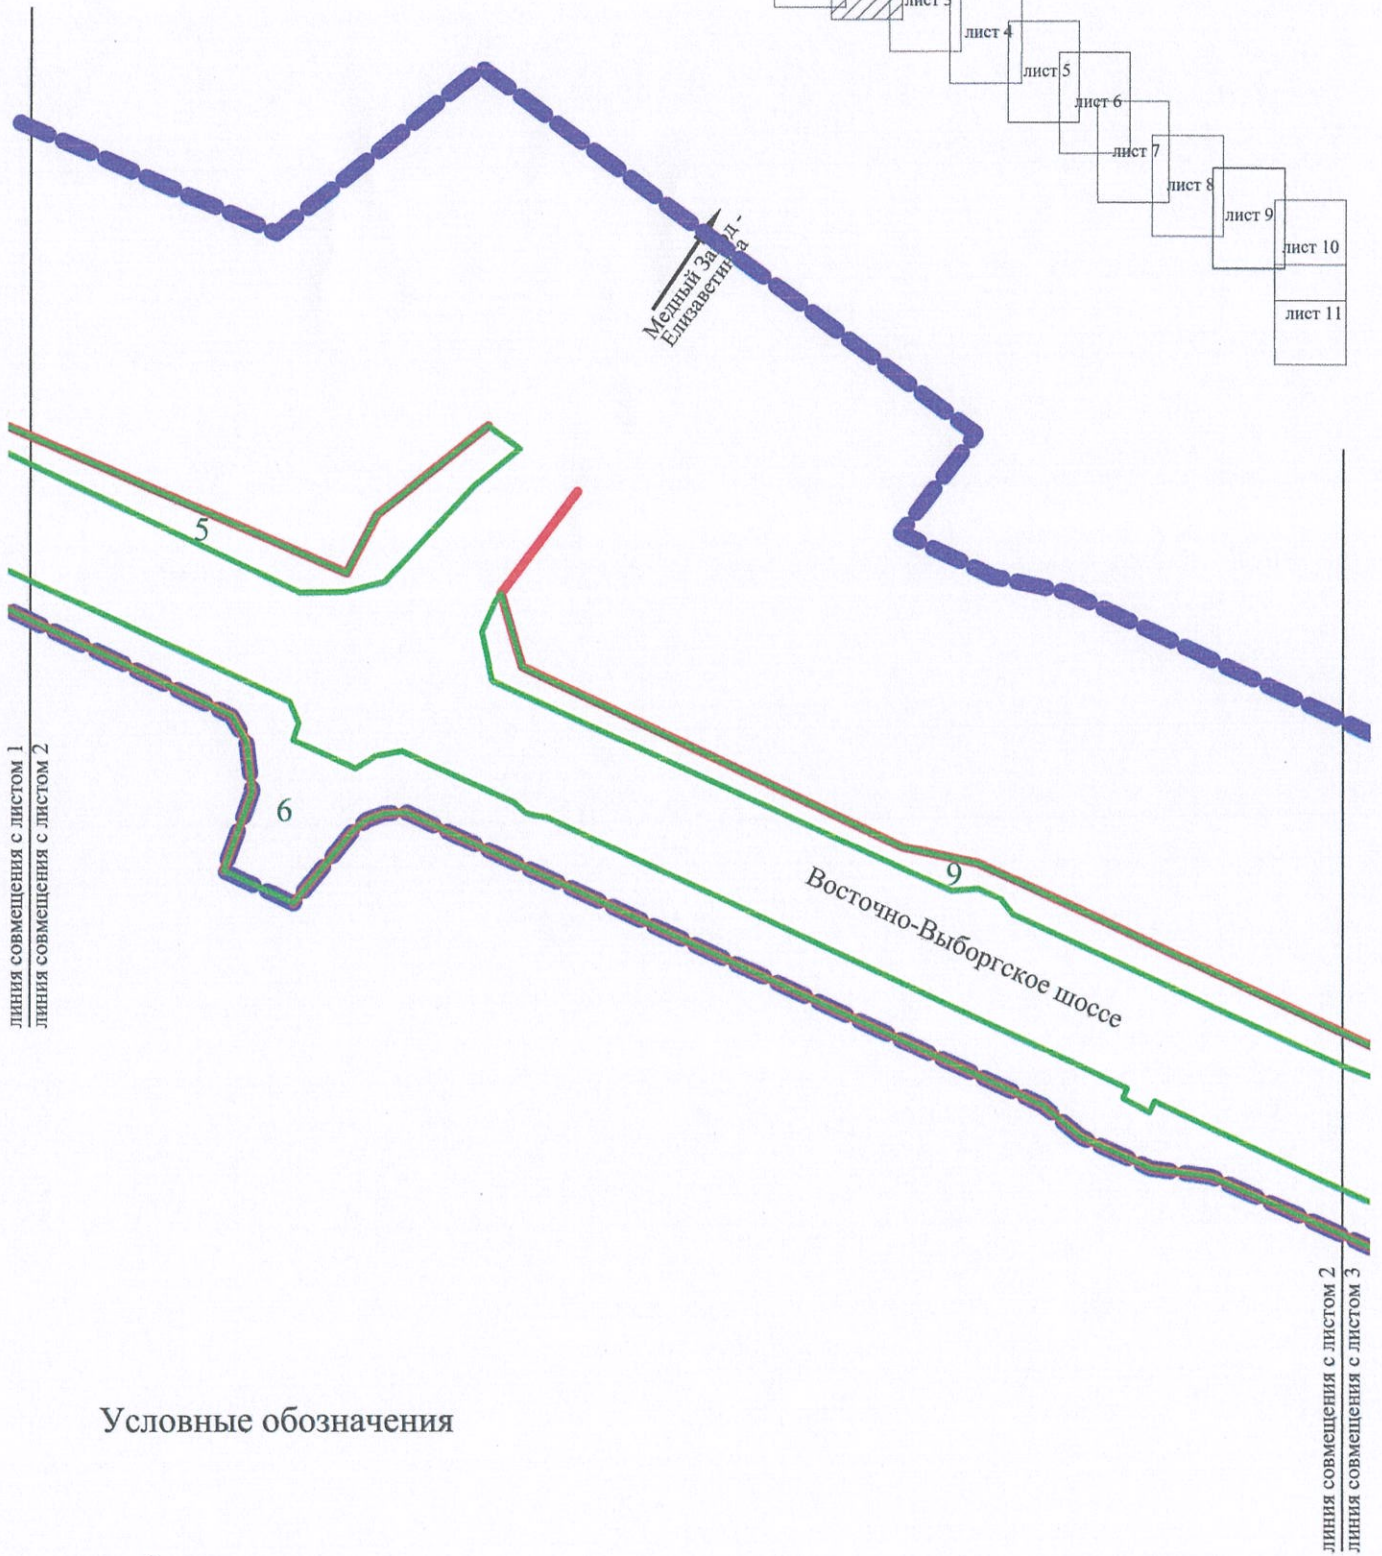 лист 3
лист 4
лист 5
лист 6
лист 7
лист 8
лист 9
лист 10
лист 11
Медный Завод -
Елизаветинка
5
6
9
Восточно-Выборгское шоссе
линия совмещения с листом 1
линия совмещения с листом 2
линия совмещения с листом 2
линия совмещения с листом 3
Условные обозначения